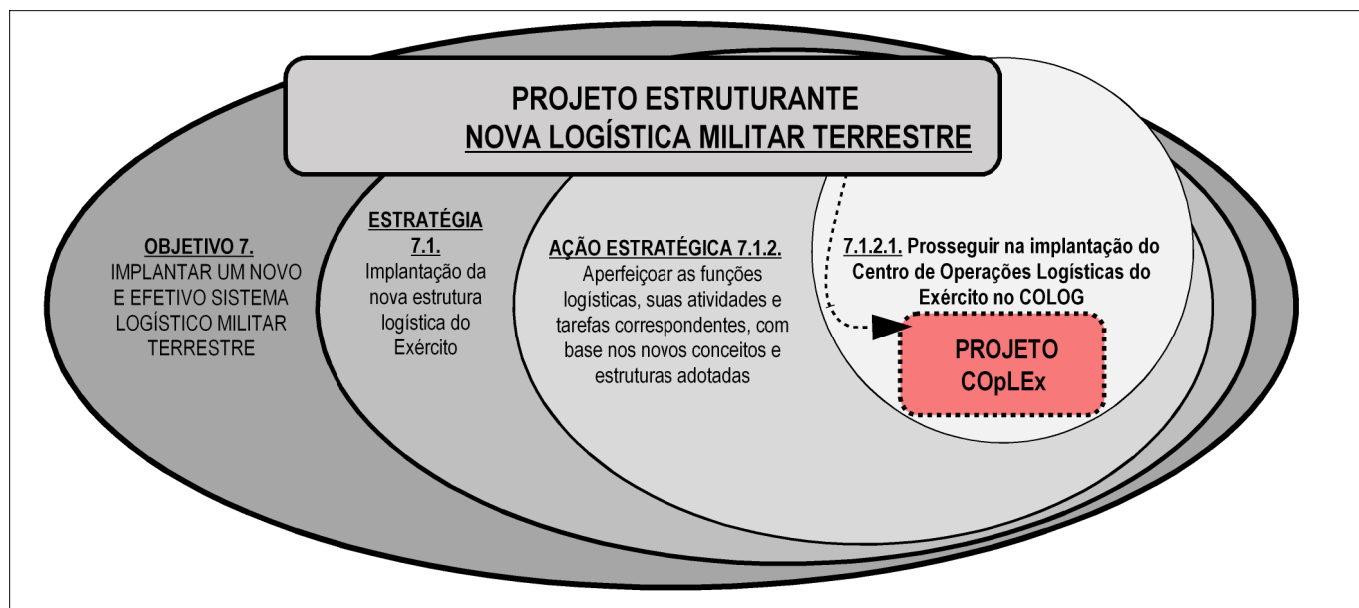 PROJETO ESTRUTURANTE
NOVA LOGÍSTICA MILITAR TERRESTRE
OBJETIVO 7.
IMPLANTAR UM NOVO
E EFETIVO SISTEMA
LOGÍSTICO MILITAR
TERRESTRE
ESTRATÉGIA
7.1.
Implantação da
nova estrutura
logística do
Exército
AÇÃO ESTRATÉGICA 7.1.2.
Aperfeiçoar as funções
logísticas, suas atividades e
tarefas correspondentes, com
base nos novos conceitos e
estruturas adotadas
7.1.2.1. Prosseguir na implantação do
Centro de Operações Logísticas do
Exército no COLOG
PROJETO
COpLEx